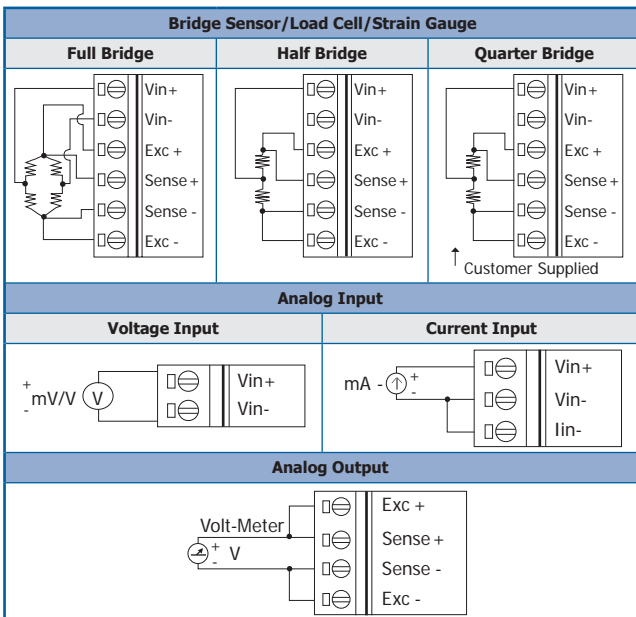 Bridge Sensor/Load Cell/Strain Gauge
Full Bridge
Half Bridge
Quarter Bridge
Vin+
Vin-
Exc +
Sense +
Sense -
Exc -
Vin+
Vin-
Exc +
Sense +
Sense -
Exc -
Vin+
Vin-
Exc +
Sense +
Sense -
Exc -
↑ Customer Supplied
Analog Input
Voltage Input
Current Input
+
-
mV/V
V
Vin+
Vin-
mA -
+
-
Vin+
Vin-
Iin-
Analog Output
Volt-Meter
+
-
V
Exc +
Sense +
Sense -
Exc -